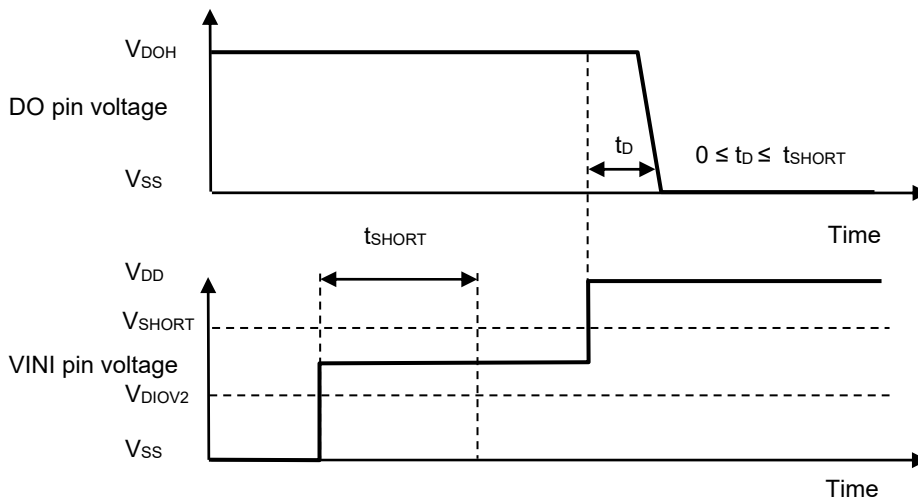 VDOH
DO pin voltage
tD
0 ≤ tD ≤ tSHORT
VSS
Time
tSHORT
VDD
VSHORT
VINI pin voltage
VDIOV2
VSS
Time